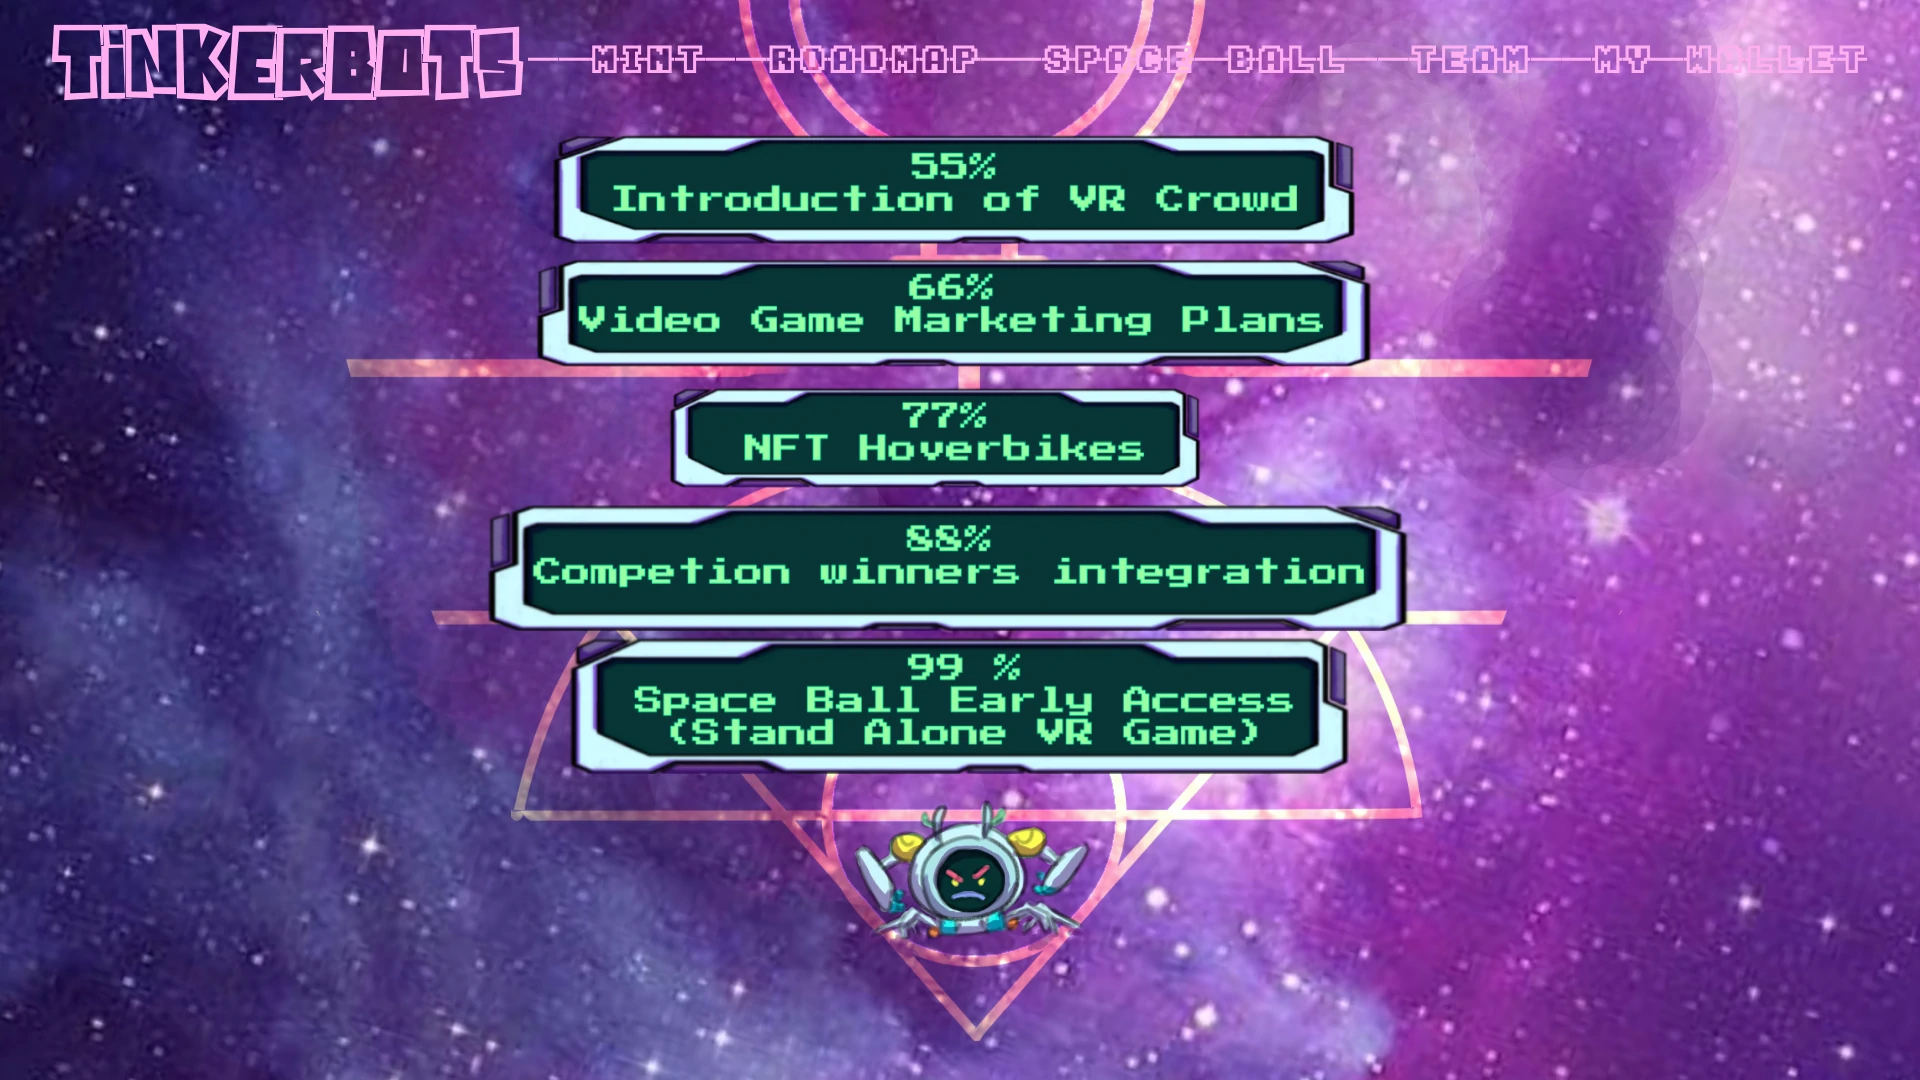 TiNKERBOTS MINT ROADMAP SPACE BALL TEAM MY WALLET
55%
Introduction of VR Crowd
66%
Video Game Marketing Plans
77%
NFT Hoverbikes
88%
Competion winners integration
99 %
Space Ball Early Access
(Stand Alone VR Game)